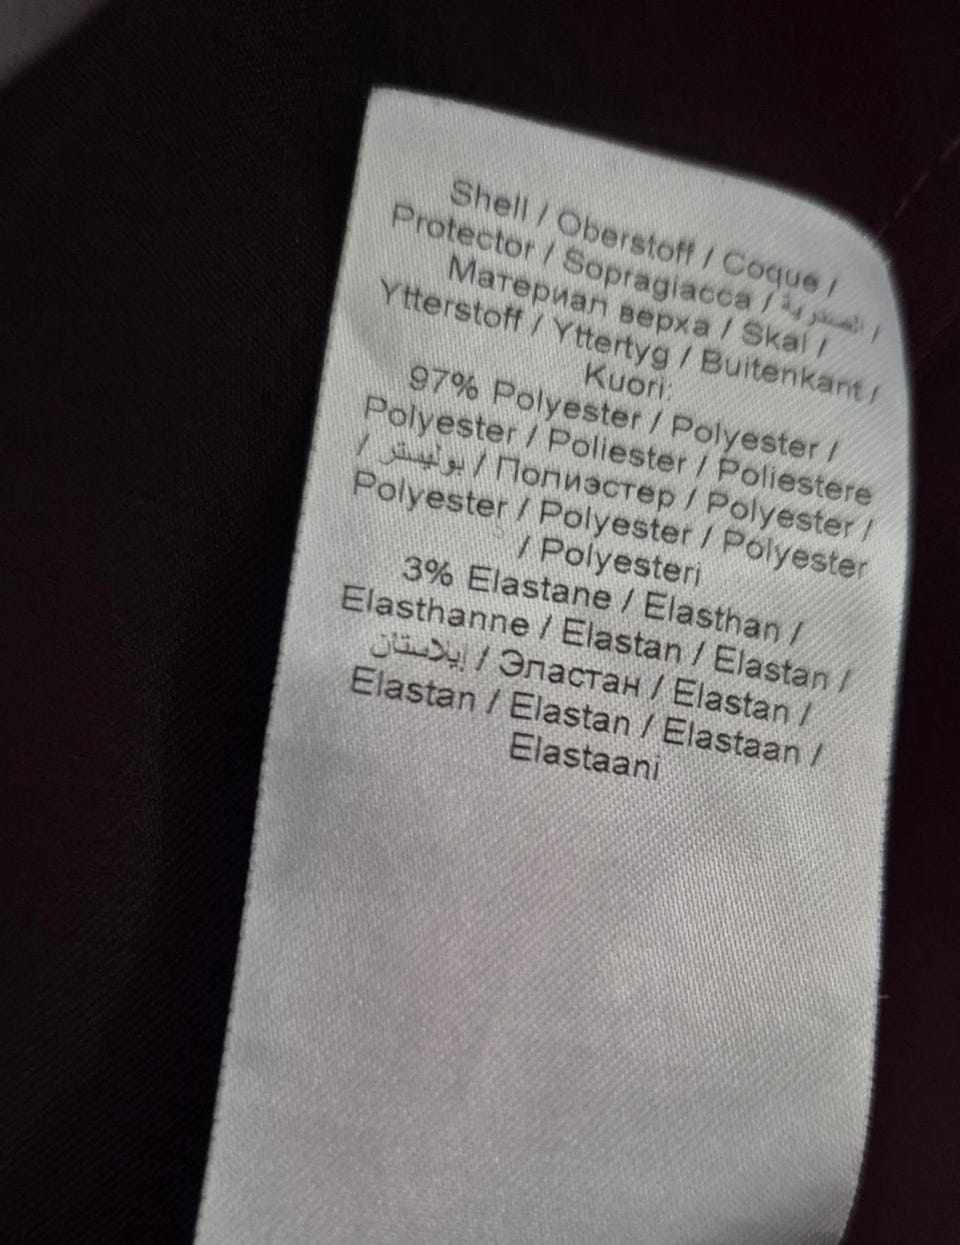 Shell / Oberstoff / Coque /
Protector / Sopragiacca / الصدرية /
Материал верха / Skal /
Ytterstoff / Yttertyg / Buitenkant /
Kuori:
97% Polyester / Polyester /
Polyester / Poliester / Poliestere
/ بوليستر / Полиэстер / Polyester /
Polyester / Polyester / Polyester
/ Polyesteri
3% Elastane / Elasthan /
Elasthanne / Elastan / Elastan /
إيلاستان / Эластан / Elastan /
Elastan / Elastan / Elastaan /
Elastaani